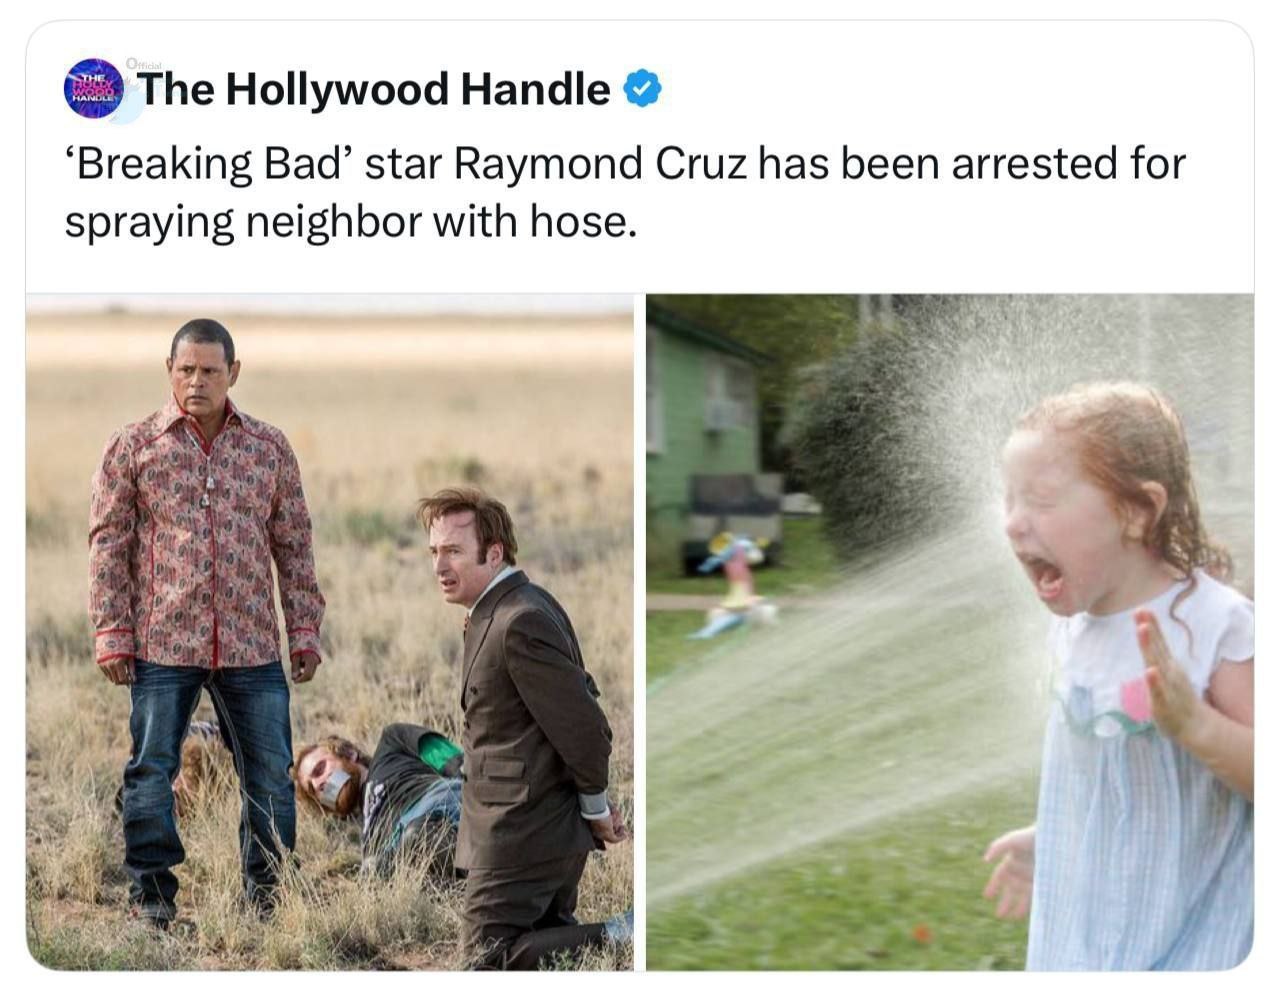 Official
THE
HOLLY
WOOD
HANDLE
The Hollywood Handle
‘Breaking Bad’ star Raymond Cruz has been arrested for
spraying neighbor with hose.